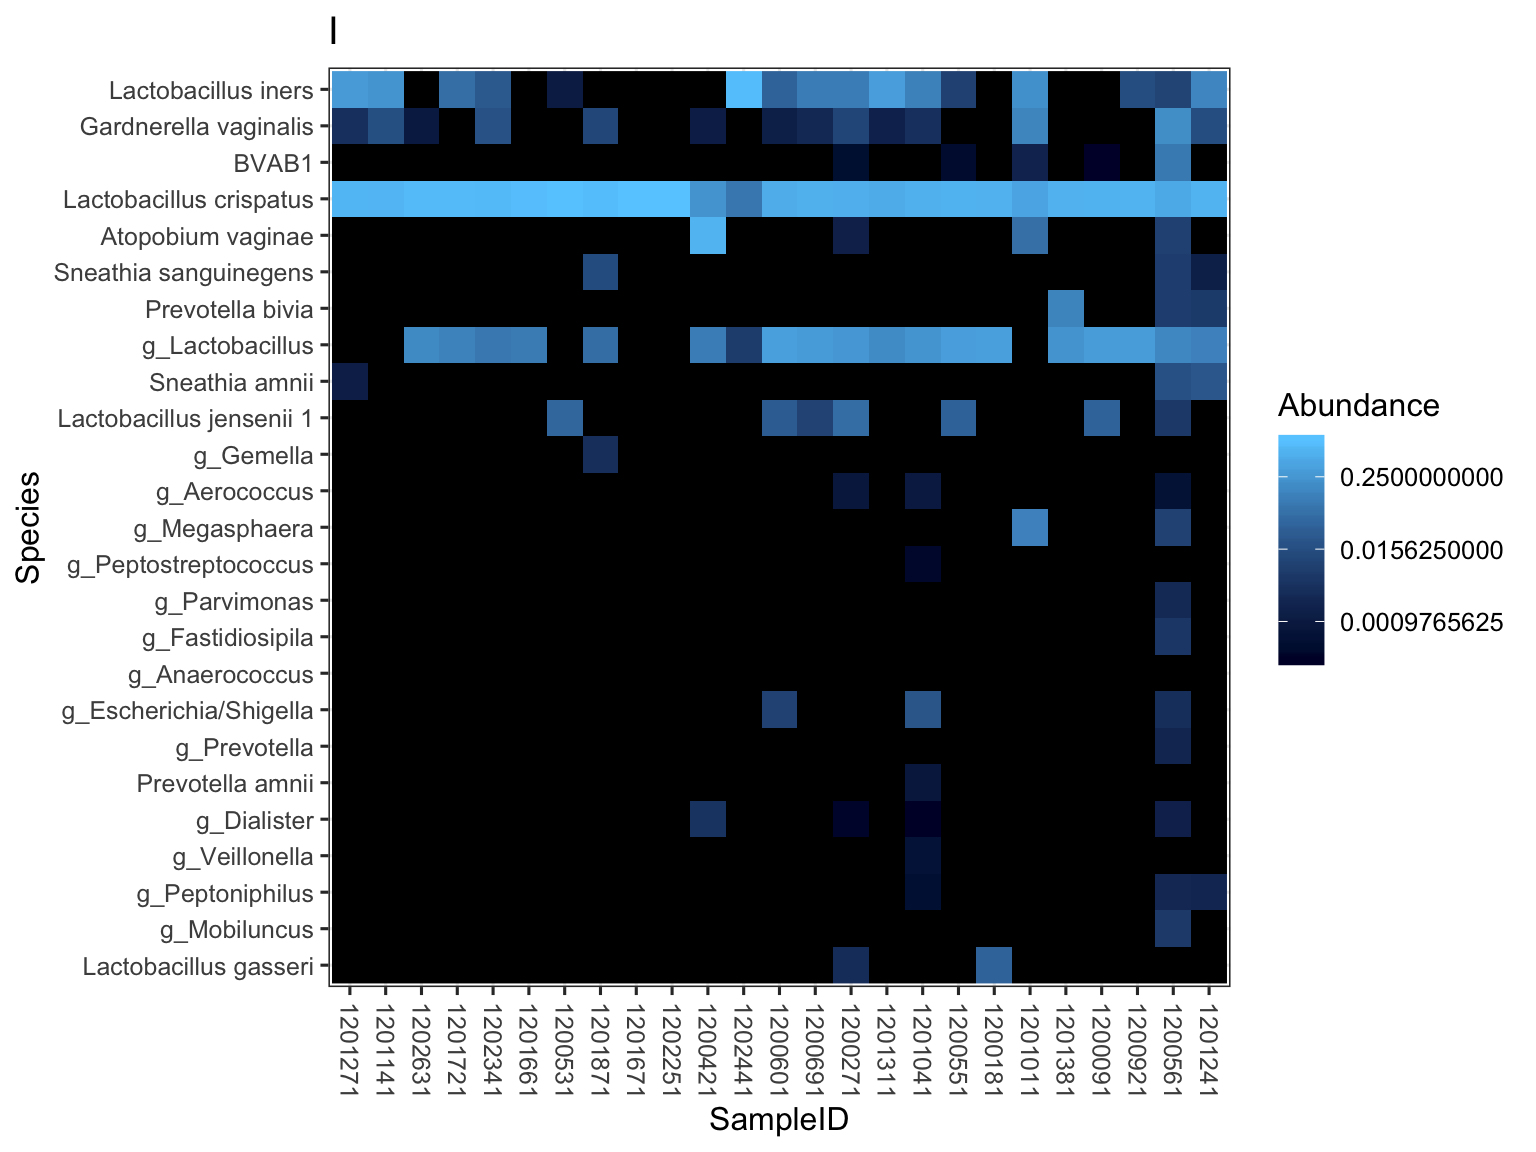 I
Lactobacillus iners
Gardnerella vaginalis
BVAB1
Lactobacillus crispatus
Atopobium vaginae
Sneathia sanguinegens
Prevotella bivia
g_Lactobacillus
Sneathia amnii
Lactobacillus jensenii 1
g_Gemella
g_Aerococcus
g_Megasphaera
g_Peptostreptococcus
g_Parvimonas
g_Fastidiosipila
g_Anaerococcus
g_Escherichia/Shigella
g_Prevotella
Prevotella amnii
g_Dialister
g_Veillonella
g_Peptoniphilus
g_Mobiluncus
Lactobacillus gasseri
Species
1201271
1201141
1202631
1201721
1202341
1201661
1200531
1201871
1201671
1202251
1200421
1202441
1200601
1200691
1200271
1201311
1201041
1200551
1200181
1201011
1201381
1200091
1200921
1200561
1201241
SampleID
Abundance
0.2500000000
0.0156250000
0.0009765625